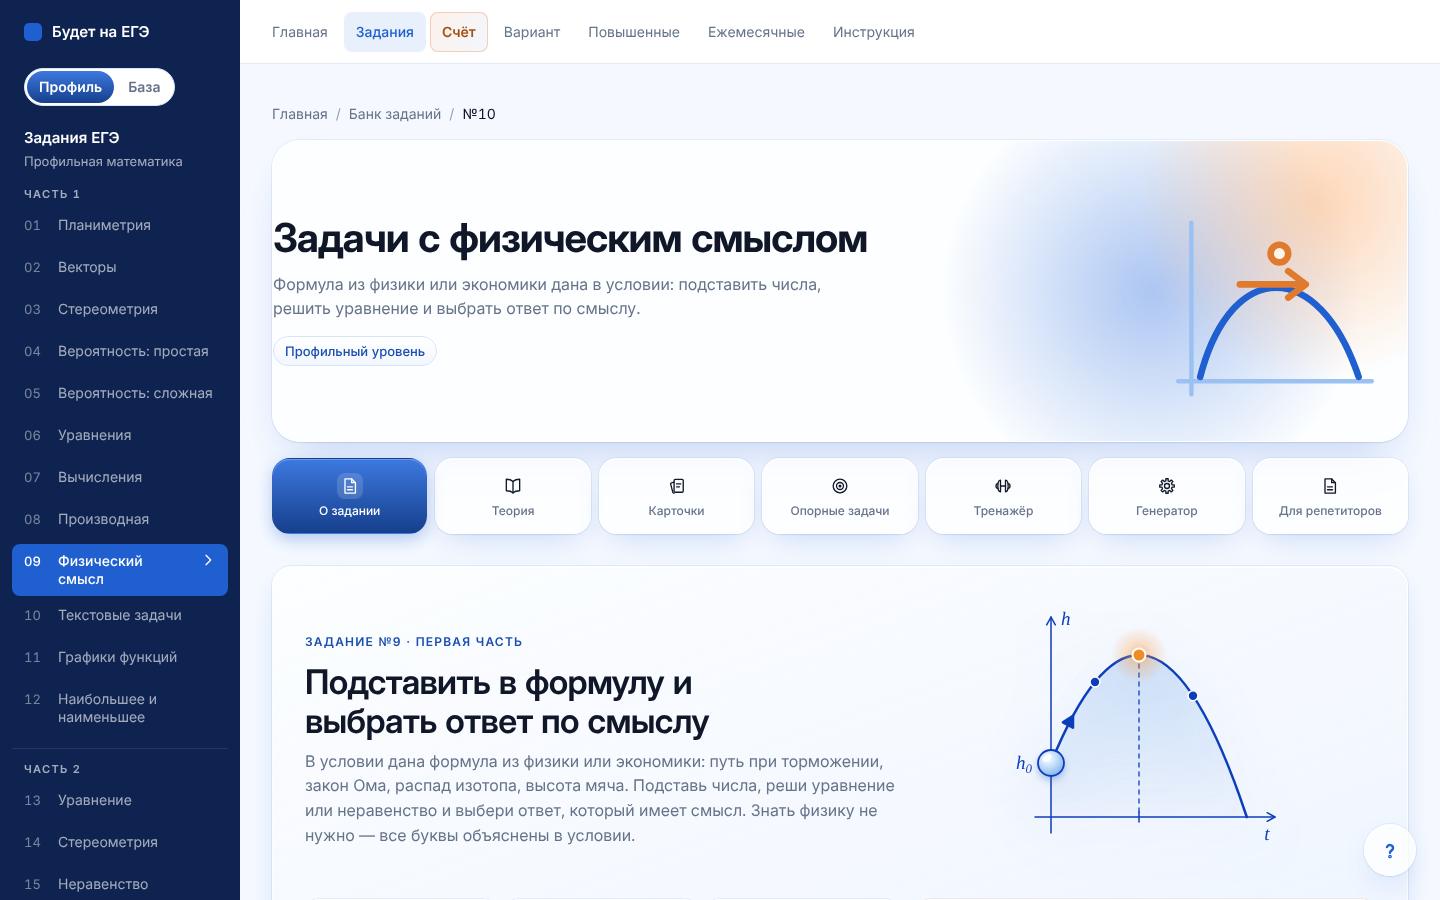 Будет на ЕГЭ
Профиль
База
Задания ЕГЭ
Профильная математика
ЧАСТЬ 1
01 Планиметрия
02 Векторы
03 Стереометрия
04 Вероятность: простая
05 Вероятность: сложная
06 Уравнения
07 Вычисления
08 Производная
09 Физический
смысл
10 Текстовые задачи
11 Графики функций
12 Наибольшее и
наименьшее
ЧАСТЬ 2
13 Уравнение
14 Стереометрия
15 Неравенство
Главная Задания Счёт Вариант Повышенные Ежемесячные Инструкция
Главная / Банк заданий / №10
Задачи с физическим смыслом
Формула из физики или экономики дана в условии: подставить числа,
решить уравнение и выбрать ответ по смыслу.
Профильный уровень
О задании
Теория
Карточки
Опорные задачи
Тренажёр
Генератор
Для репетиторов
ЗАДАНИЕ №9 · ПЕРВАЯ ЧАСТЬ
Подставить в формулу и
выбрать ответ по смыслу
В условии дана формула из физики или экономики: путь при торможении,
закон Ома, распад изотопа, высота мяча. Подставь числа, реши уравнение
или неравенство и выбери ответ, который имеет смысл. Знать физику не
нужно — все буквы объяснены в условии.
h
h0
t
?